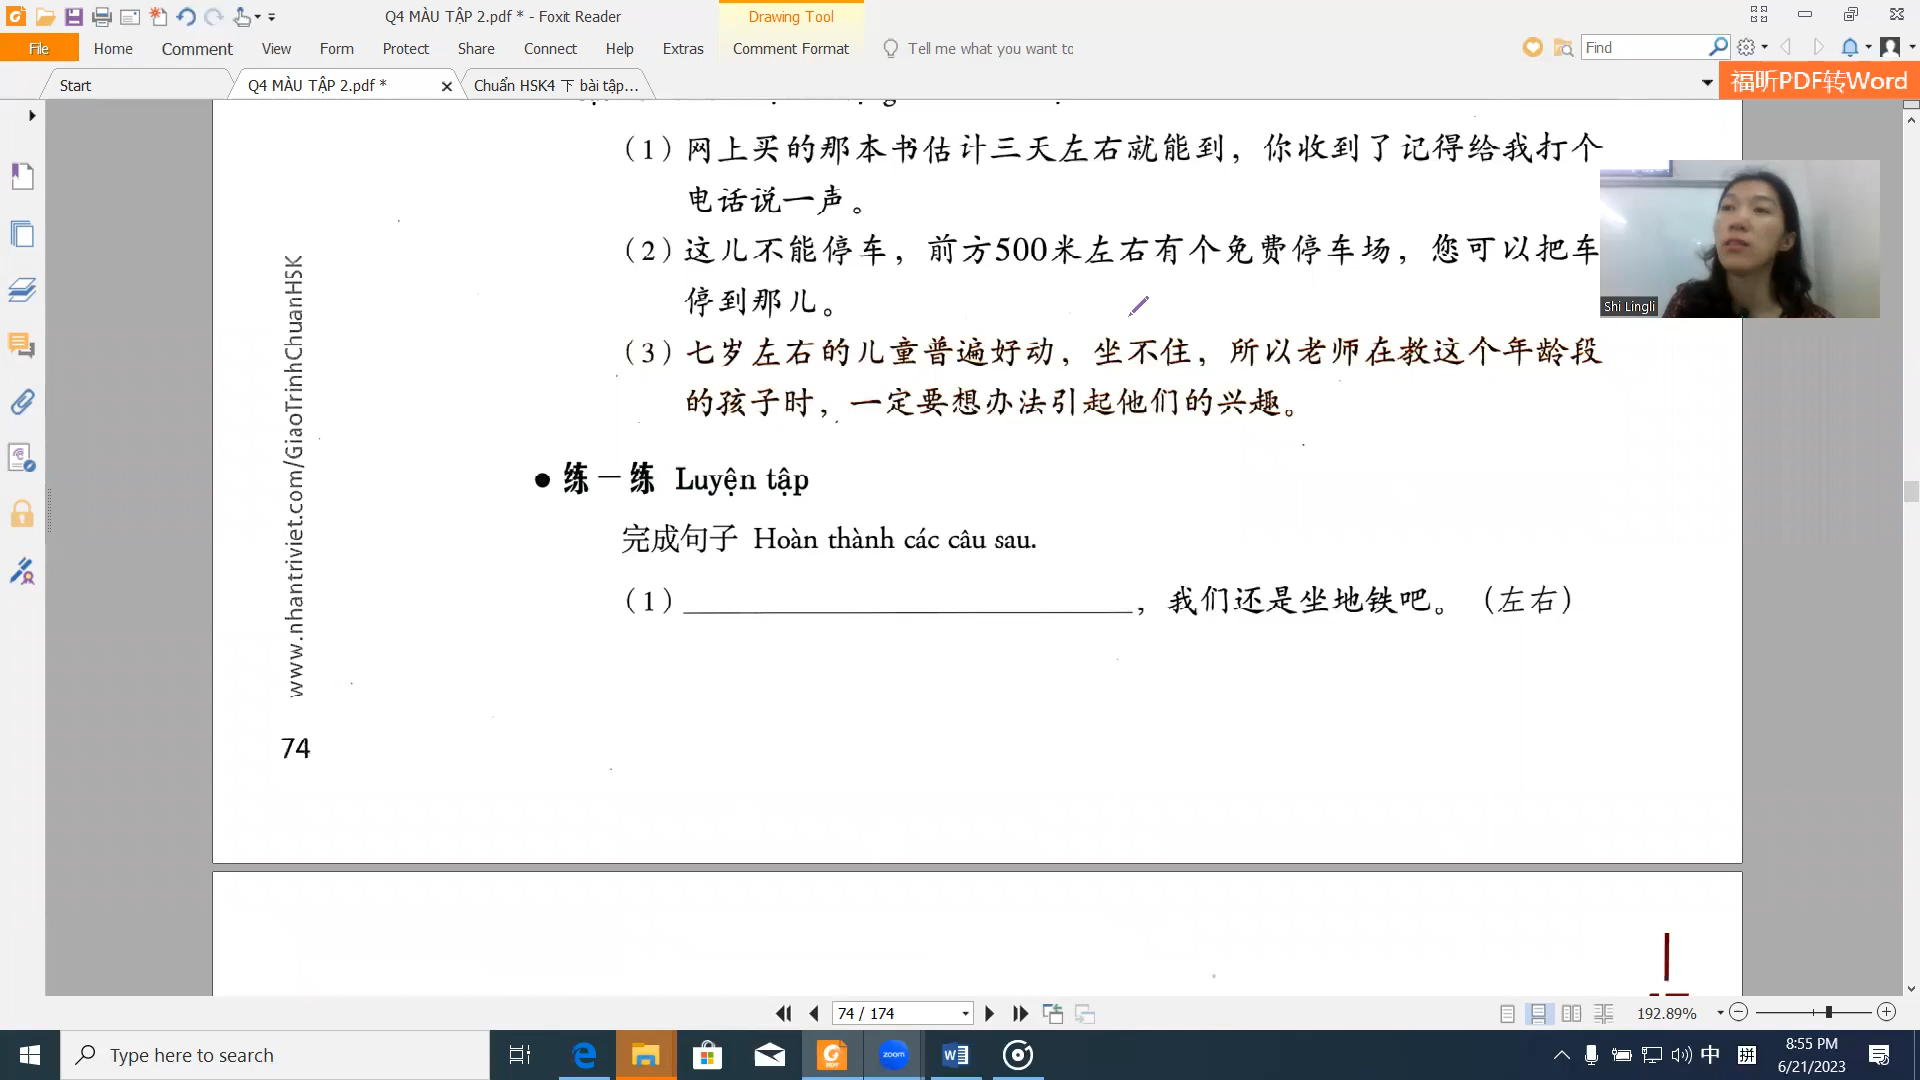 Q4 MÀU TẬP 2.pdf * - Foxit Reader
Drawing Tool
File
Home
Comment
View
Form
Protect
Share
Connect
Help
Extras
Comment Format
Tell me what you want to
Find
Start
Q4 MÀU TẬP 2.pdf *
Chuẩn HSK4 下 bài tập...
福昕PDF转Word
(1) 网上买的那本书估计三天左右就能到，你收到了记得给我打个
电话说一声。
(2) 这儿不能停车，前方500米左右有个免费停车场，您可以把车
停到那儿。
(3) 七岁左右的儿童普遍好动，坐不住，所以老师在教这个年龄段
的孩子时，一定要想办法引起他们的兴趣。
Shi Lingli
● 练一练 Luyện tập
完成句子 Hoàn thành các câu sau.
(1) ______________________________，我们还是坐地铁吧。（左右）
www.nhantriviet.com/GiaoTrinhChuanHSK
74
74 / 174
192.89%
Type here to search
zoom
中
拼
8:55 PM
6/21/2023